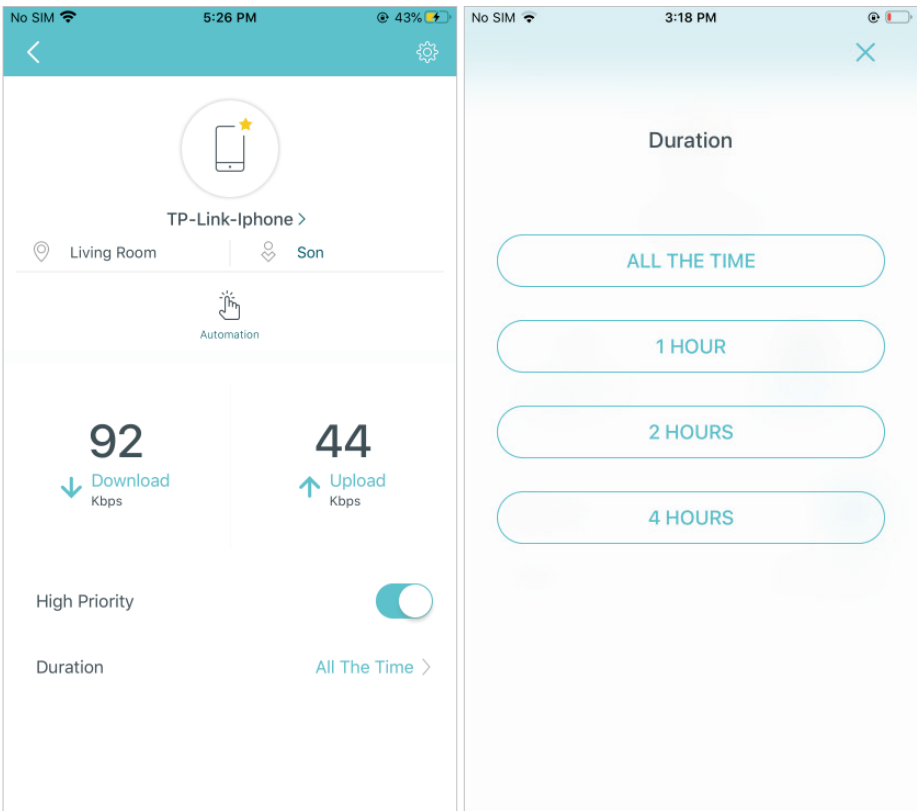 No SIM 5:26 PM 43%
TP-Link-Iphone >
Living Room Son
Automation
92 44
Download Upload
Kbps Kbps
High Priority
Duration All The Time >
No SIM 3:18 PM
Duration
ALL THE TIME
1 HOUR
2 HOURS
4 HOURS